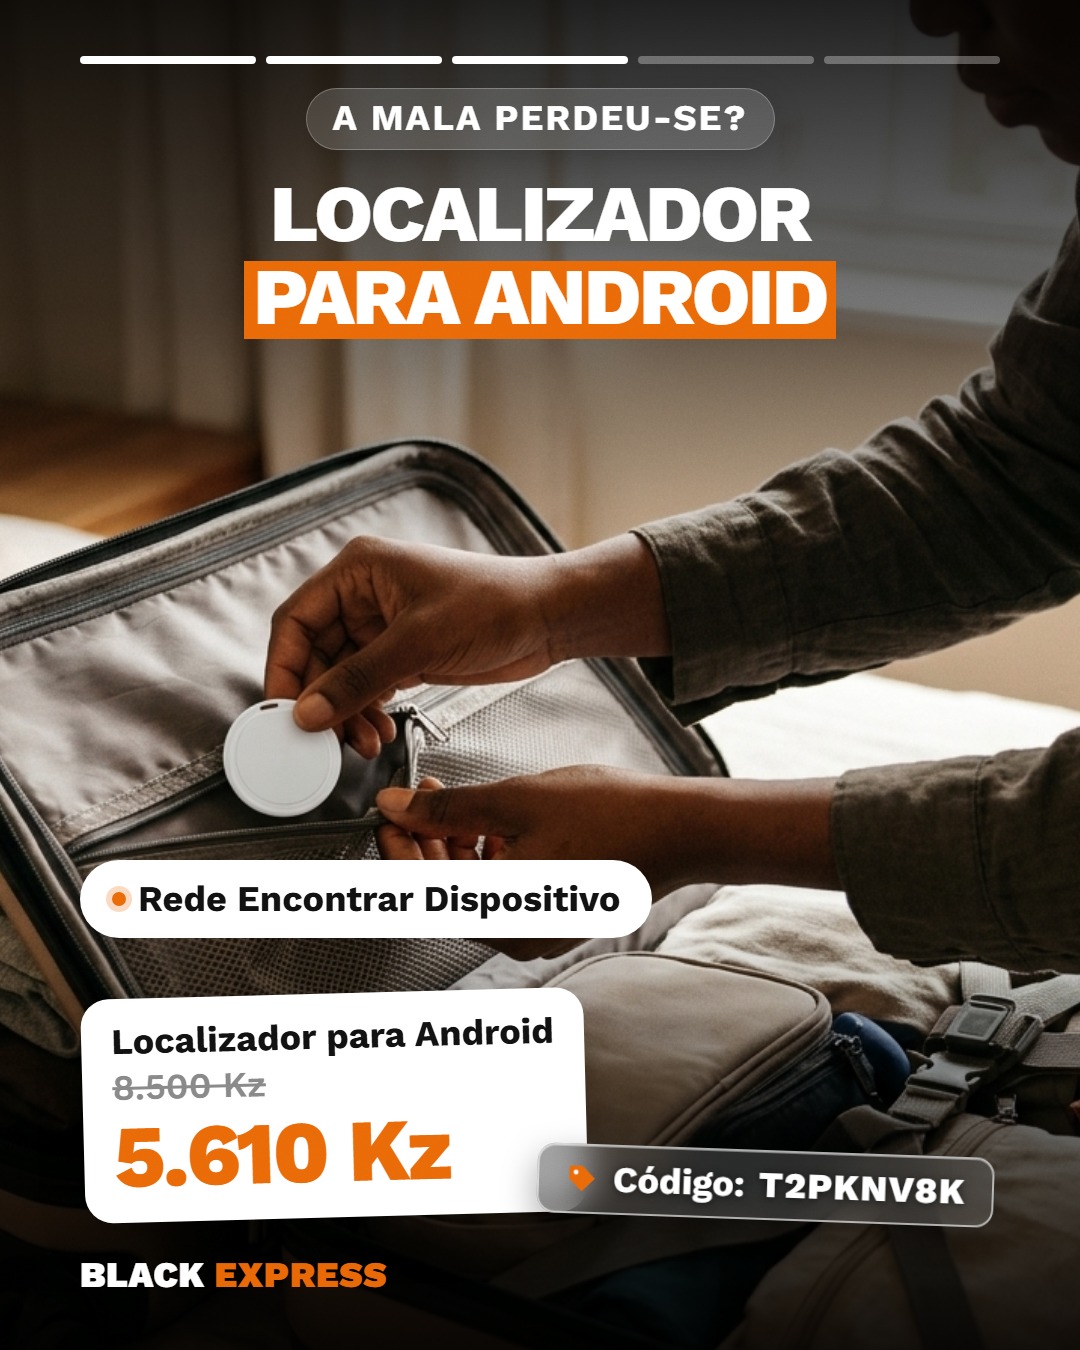 A MALA PERDEU-SE?
LOCALIZADOR
PARA ANDROID
Rede Encontrar Dispositivo
Localizador para Android
8.500 Kz
5.610 Kz
Código: T2PKNV8K
BLACK EXPRESS